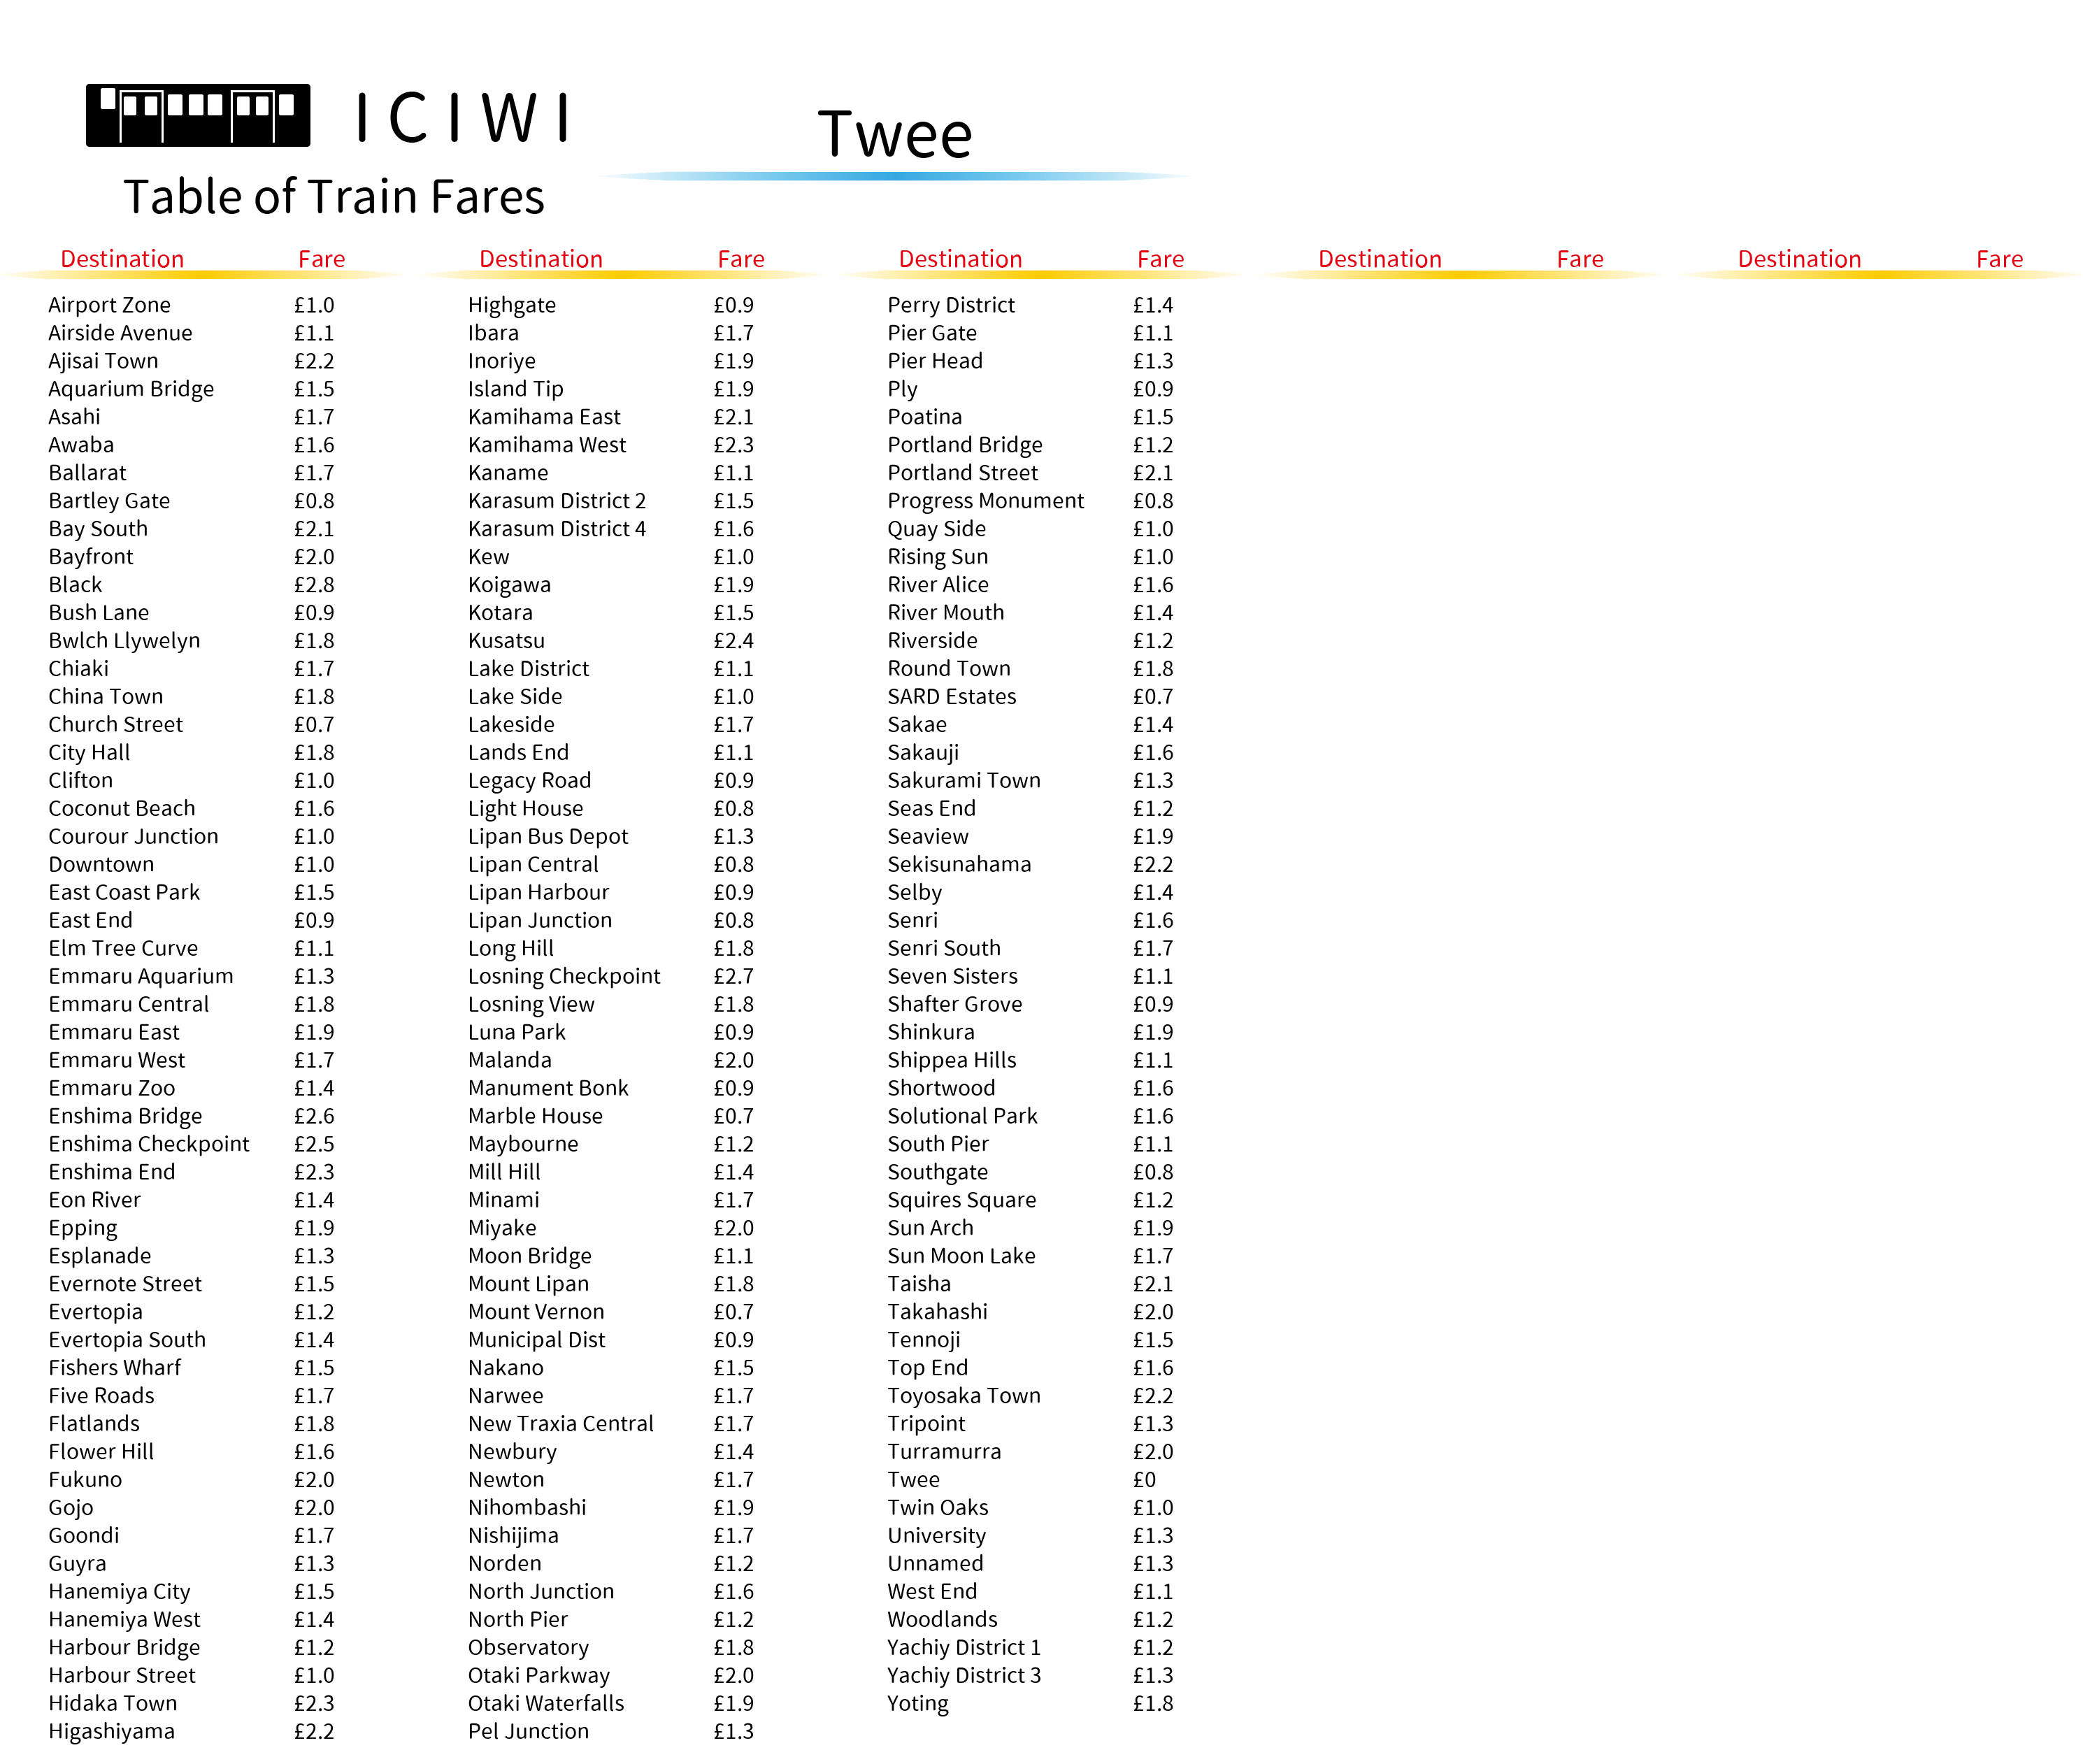 ICIWI
Twee
Table of Train Fares
Destination Fare
Airport Zone £1.0
Airside Avenue £1.1
Ajisai Town £2.2
Aquarium Bridge £1.5
Asahi £1.7
Awaba £1.6
Ballarat £1.7
Bartley Gate £0.8
Bay South £2.1
Bayfront £2.0
Black £2.8
Bush Lane £0.9
Bwlch Llywelyn £1.8
Chiaki £1.7
China Town £1.8
Church Street £0.7
City Hall £1.8
Clifton £1.0
Coconut Beach £1.6
Courour Junction £1.0
Downtown £1.0
East Coast Park £1.5
East End £0.9
Elm Tree Curve £1.1
Emmaru Aquarium £1.3
Emmaru Central £1.8
Emmaru East £1.9
Emmaru West £1.7
Emmaru Zoo £1.4
Enshima Bridge £2.6
Enshima Checkpoint £2.5
Enshima End £2.3
Eon River £1.4
Epping £1.9
Esplanade £1.3
Evernote Street £1.5
Evertopia £1.2
Evertopia South £1.4
Fishers Wharf £1.5
Five Roads £1.7
Flatlands £1.8
Flower Hill £1.6
Fukuno £2.0
Gojo £2.0
Goondi £1.7
Guyra £1.3
Hanemiya City £1.5
Hanemiya West £1.4
Harbour Bridge £1.2
Harbour Street £1.0
Hidaka Town £2.3
Higashiyama £2.2
Destination Fare
Highgate £0.9
Ibara £1.7
Inoriye £1.9
Island Tip £1.9
Kamihama East £2.1
Kamihama West £2.3
Kaname £1.1
Karasum District 2 £1.5
Karasum District 4 £1.6
Kew £1.0
Koigawa £1.9
Kotara £1.5
Kusatsu £2.4
Lake District £1.1
Lake Side £1.0
Lakeside £1.7
Lands End £1.1
Legacy Road £0.9
Light House £0.8
Lipan Bus Depot £1.3
Lipan Central £0.8
Lipan Harbour £0.9
Lipan Junction £0.8
Long Hill £1.8
Losning Checkpoint £2.7
Losning View £1.8
Luna Park £0.9
Malanda £2.0
Manument Bonk £0.9
Marble House £0.7
Maybourne £1.2
Mill Hill £1.4
Minami £1.7
Miyake £2.0
Moon Bridge £1.1
Mount Lipan £1.8
Mount Vernon £0.7
Municipal Dist £0.9
Nakano £1.5
Narwee £1.7
New Traxia Central £1.7
Newbury £1.4
Newton £1.7
Nihombashi £1.9
Nishijima £1.7
Norden £1.2
North Junction £1.6
North Pier £1.2
Observatory £1.8
Otaki Parkway £2.0
Otaki Waterfalls £1.9
Pel Junction £1.3
Destination Fare
Perry District £1.4
Pier Gate £1.1
Pier Head £1.3
Ply £0.9
Poatina £1.5
Portland Bridge £1.2
Portland Street £2.1
Progress Monument £0.8
Quay Side £1.0
Rising Sun £1.0
River Alice £1.6
River Mouth £1.4
Riverside £1.2
Round Town £1.8
SARD Estates £0.7
Sakae £1.4
Sakauji £1.6
Sakurami Town £1.3
Seas End £1.2
Seaview £1.9
Sekisunahama £2.2
Selby £1.4
Senri £1.6
Senri South £1.7
Seven Sisters £1.1
Shafter Grove £0.9
Shinkura £1.9
Shippea Hills £1.1
Shortwood £1.6
Solutional Park £1.6
South Pier £1.1
Southgate £0.8
Squires Square £1.2
Sun Arch £1.9
Sun Moon Lake £1.7
Taisha £2.1
Takahashi £2.0
Tennoji £1.5
Top End £1.6
Toyosaka Town £2.2
Tripoint £1.3
Turramurra £2.0
Twee £0
Twin Oaks £1.0
University £1.3
Unnamed £1.3
West End £1.1
Woodlands £1.2
Yachiy District 1 £1.2
Yachiy District 3 £1.3
Yoting £1.8
Destination Fare
Destination Fare